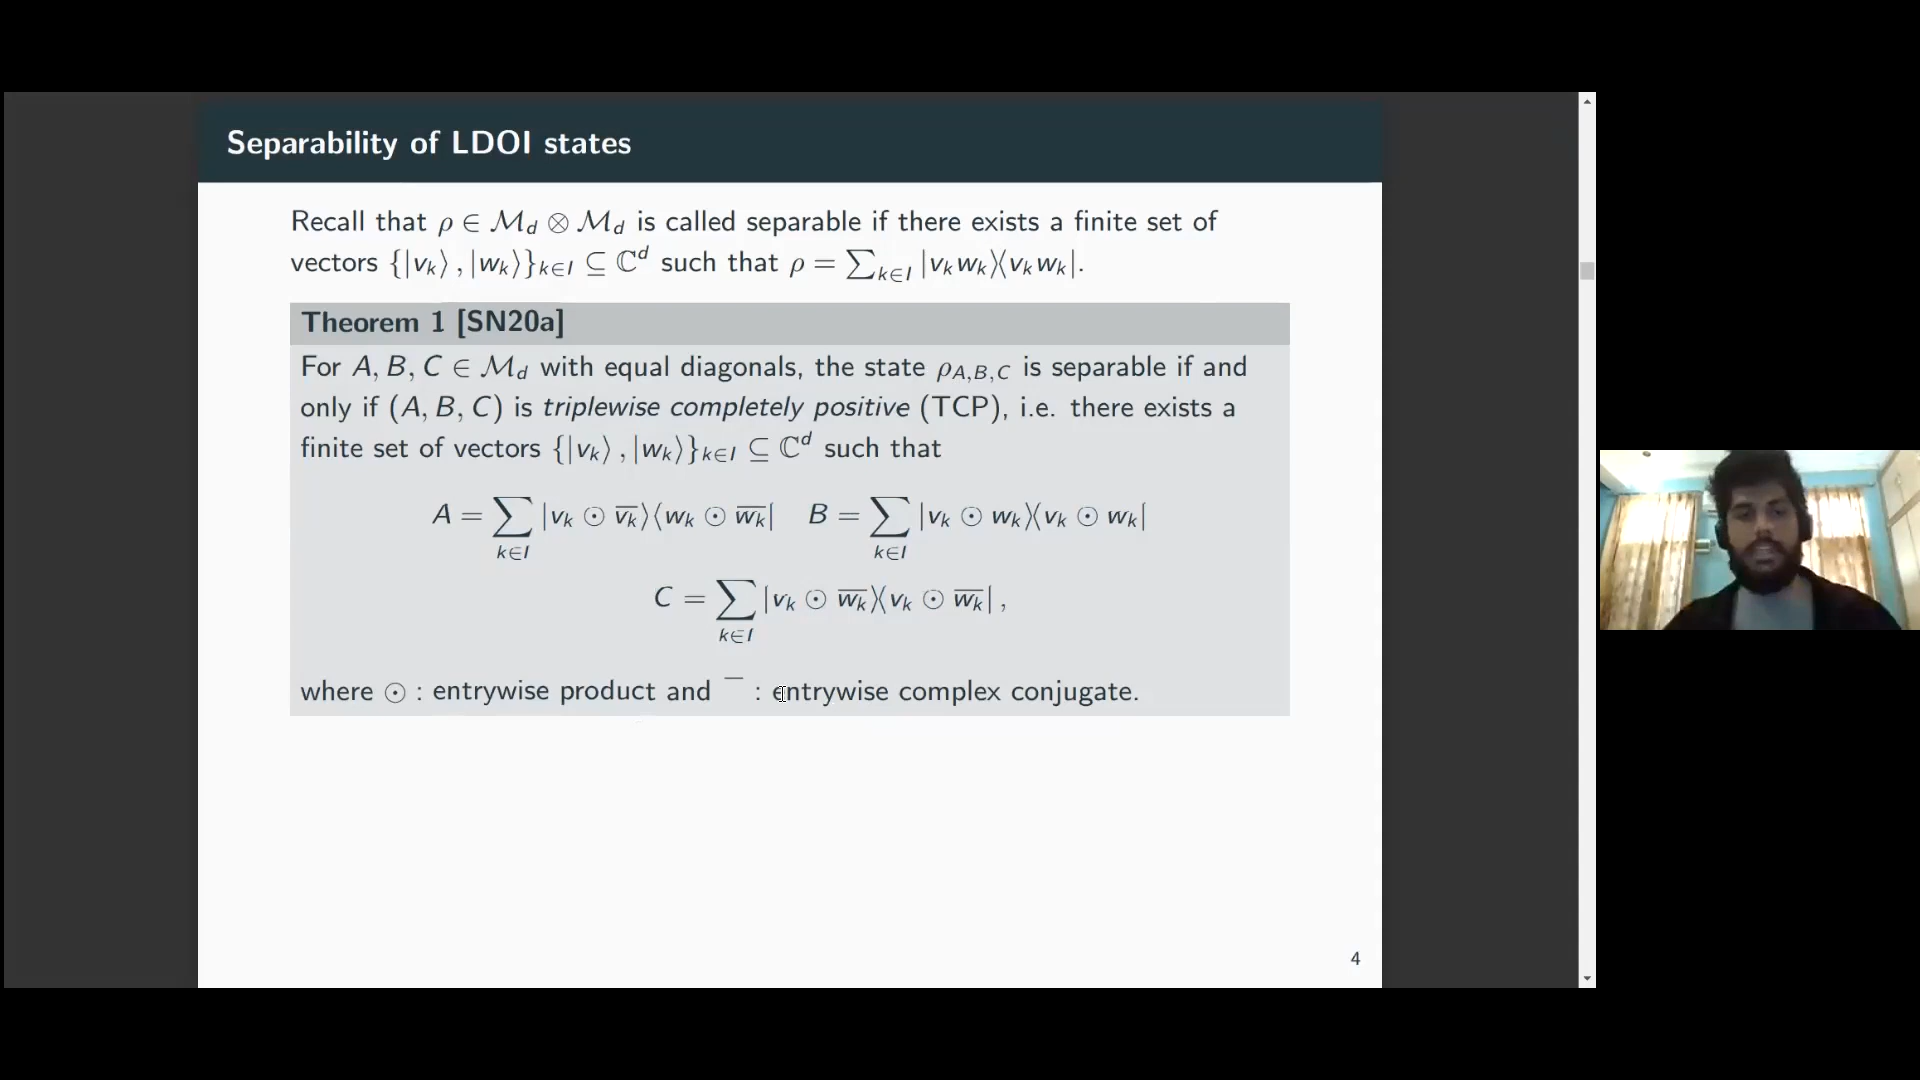 Separability of LDOI states
Recall that ρ ∈ ℳ_d ⊗ ℳ_d is called separable if there exists a finite set of
vectors {|v_k⟩ , |w_k⟩}_{k∈I} ⊆ ℂ^d such that ρ = ∑_{k∈I} |v_k w_k⟩⟨v_k w_k|.
Theorem 1 [SN20a]
For A, B, C ∈ ℳ_d with equal diagonals, the state ρ_{A,B,C} is separable if and
only if (A, B, C) is triplewise completely positive (TCP), i.e. there exists a
finite set of vectors {|v_k⟩ , |w_k⟩}_{k∈I} ⊆ ℂ^d such that
A = ∑_{k∈I} |v_k ⊙ \overline{v_k}⟩⟨w_k ⊙ \overline{w_k}| B = ∑_{k∈I} |v_k ⊙ w_k⟩⟨v_k ⊙ w_k|
C = ∑_{k∈I} |v_k ⊙ \overline{w_k}⟩⟨v_k ⊙ \overline{w_k}| ,
where ⊙ : entrywise product and ‾ : entrywise complex conjugate.
4